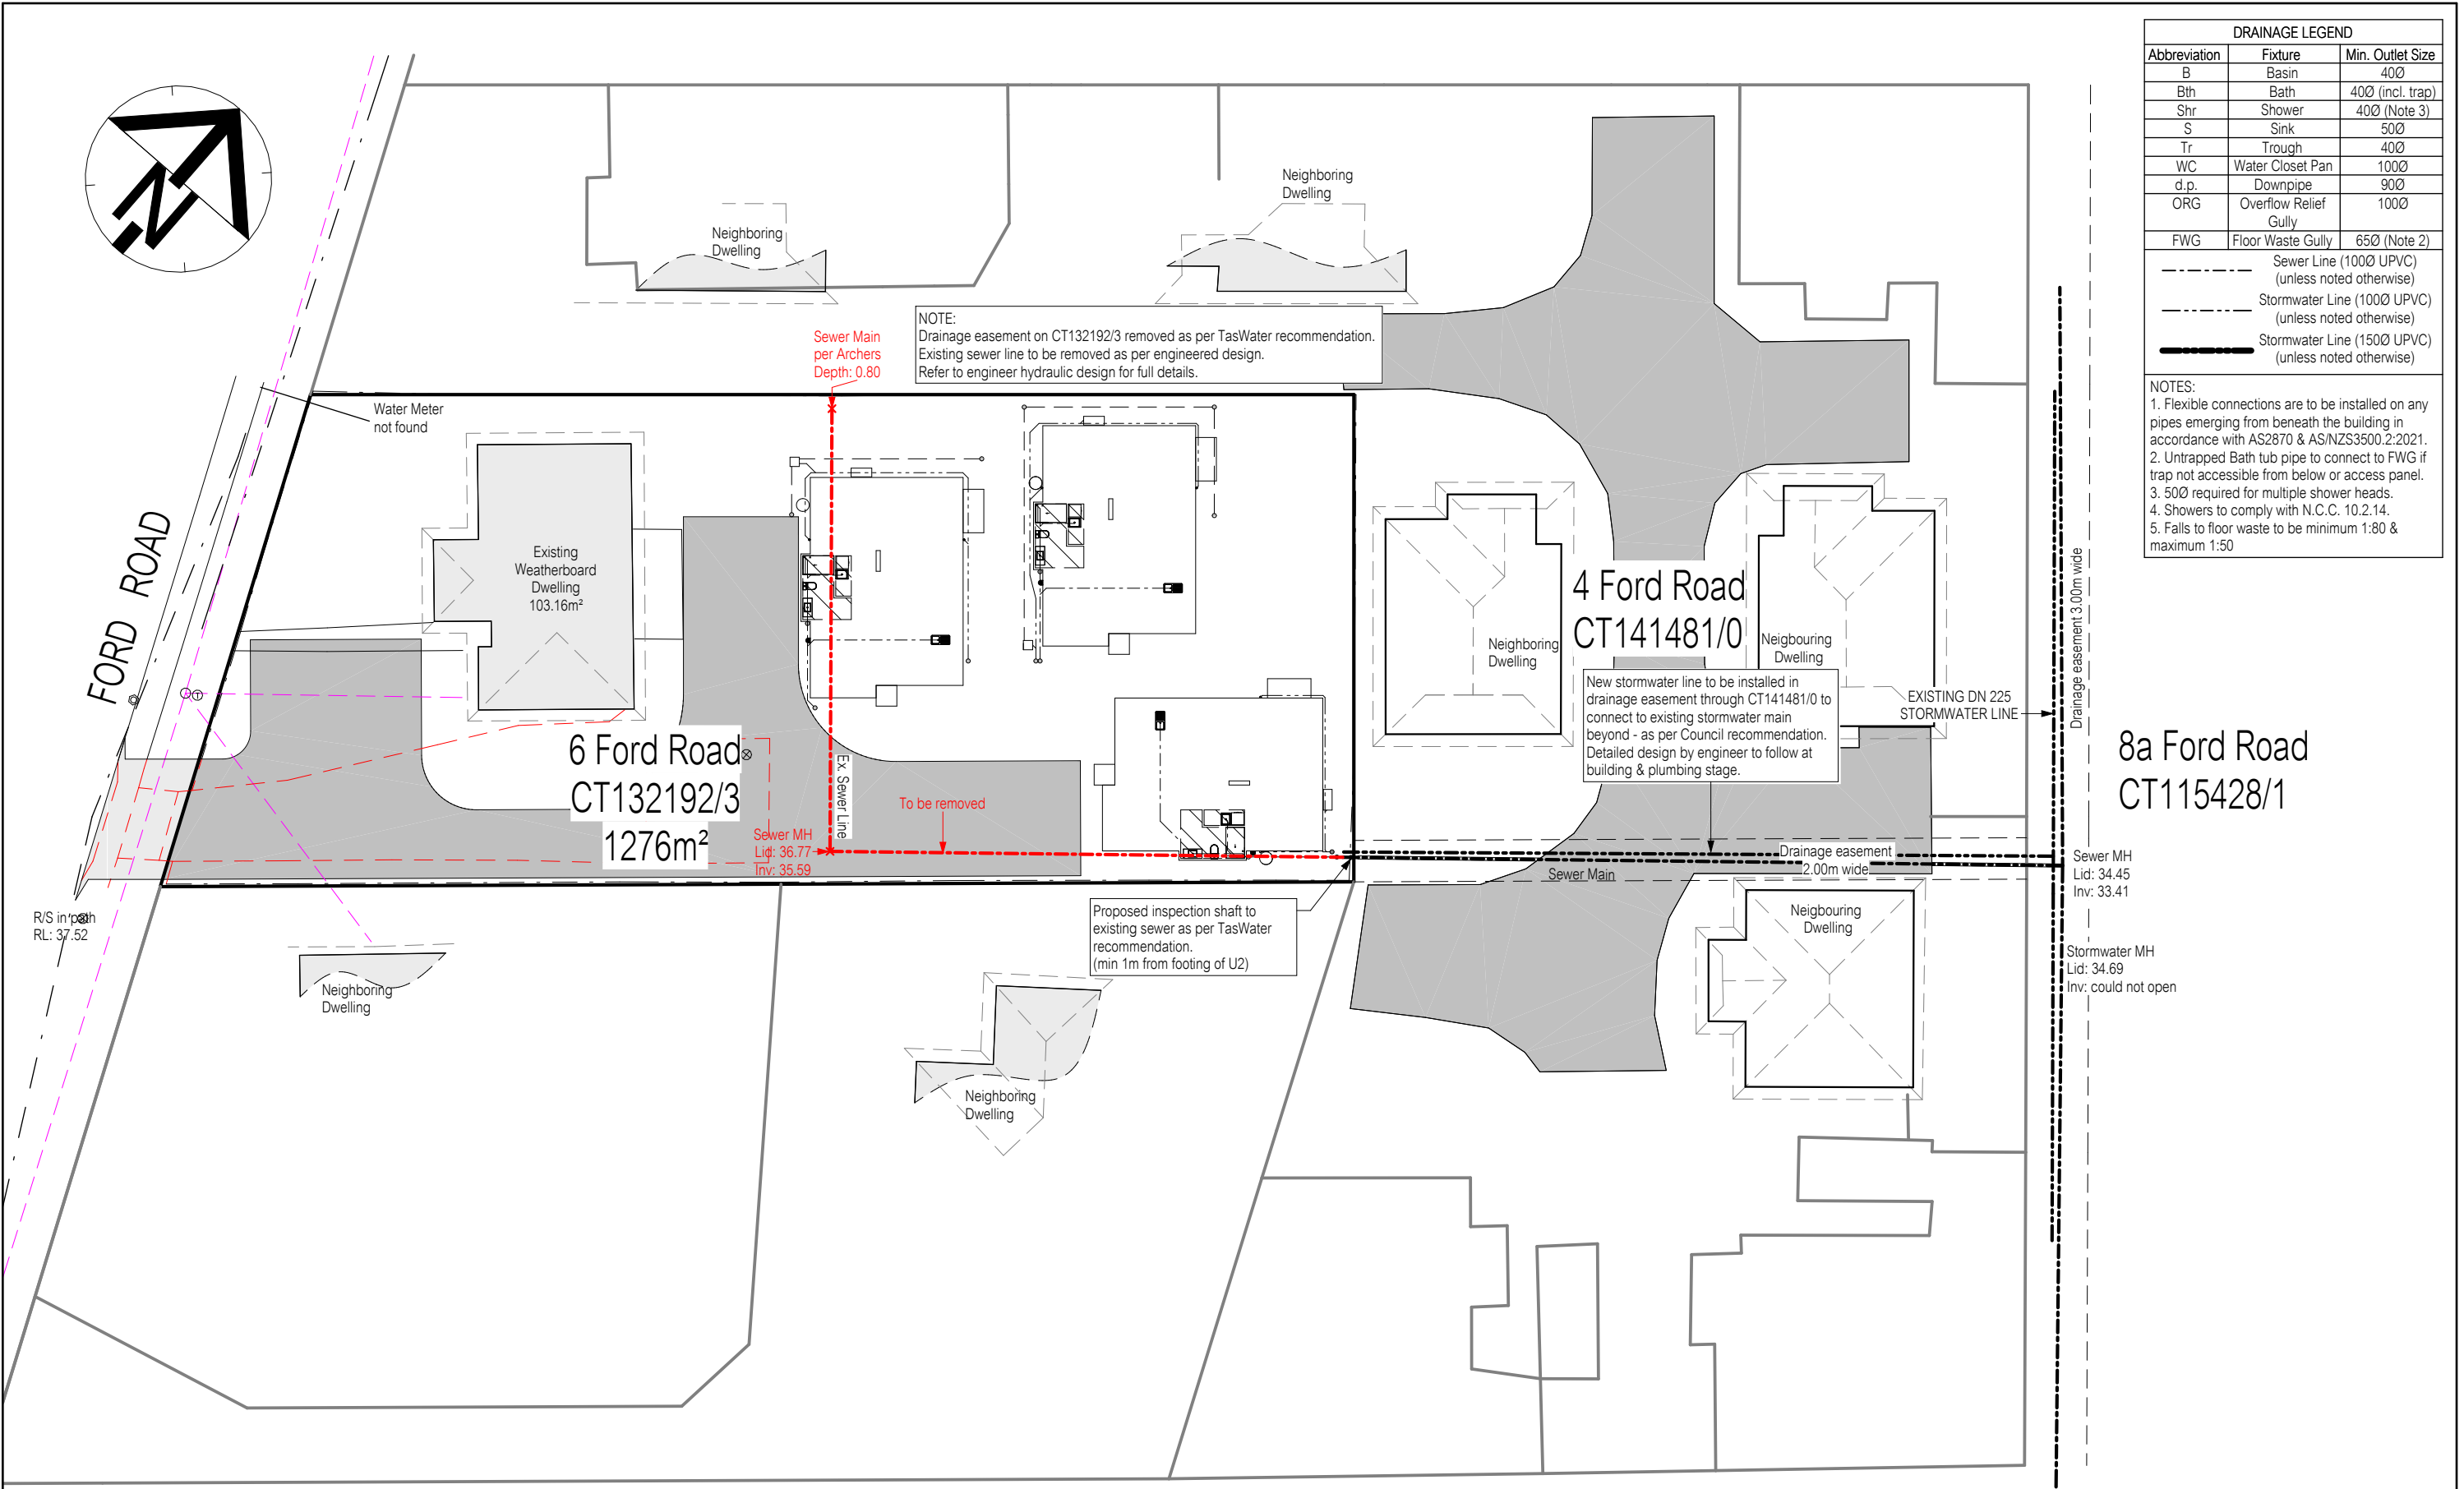 DRAINAGE LEGEND
Abbreviation Fixture Min. Outlet Size
B Basin 40Ø
Bth Bath 40Ø (incl. trap)
Shr Shower 40Ø (Note 3)
S Sink 50Ø
Tr Trough 40Ø
WC Water Closet Pan 100Ø
d.p. Downpipe 90Ø
ORG Overflow Relief 100Ø
Gully
FWG Floor Waste Gully 65Ø (Note 2)
Sewer Line (100Ø UPVC)
(unless noted otherwise)
Stormwater Line (100Ø UPVC)
(unless noted otherwise)
Stormwater Line (150Ø UPVC)
(unless noted otherwise)
NOTES:
1. Flexible connections are to be installed on any
pipes emerging from beneath the building in
accordance with AS2870 & AS/NZS3500.2:2021.
2. Untrapped Bath tub pipe to connect to FWG if
trap not accessible from below or access panel.
3. 50Ø required for multiple shower heads.
4. Showers to comply with N.C.C. 10.2.14.
5. Falls to floor waste to be minimum 1:80 &
maximum 1:50
N
Neighboring
Dwelling
Neighboring
Dwelling
NOTE:
Drainage easement on CT132192/3 removed as per TasWater recommendation.
Existing sewer line to be removed as per engineered design.
Refer to engineer hydraulic design for full details.
Sewer Main
per Archers
Depth: 0.80
Water Meter
not found
FORD ROAD
Existing
Weatherboard
Dwelling
103.16m²
6 Ford Road
CT132192/3
1276m²
Ex. Sewer Line
To be removed
Sewer MH
Lid: 36.77
Inv: 35.59
R/S in path
RL: 37.52
Neighboring
Dwelling
Neighboring
Dwelling
Proposed inspection shaft to
existing sewer as per TasWater
recommendation.
(min 1m from footing of U2)
Neighboring
Dwelling
4 Ford Road
CT141481/0
Neigbouring
Dwelling
New stormwater line to be installed in
drainage easement through CT141481/0 to
connect to existing stormwater main
beyond - as per Council recommendation.
Detailed design by engineer to follow at
building & plumbing stage.
EXISTING DN 225
STORMWATER LINE
Drainage easement 3.00m wide
8a Ford Road
CT115428/1
Drainage easement
2.00m wide
Sewer Main
Neigbouring
Dwelling
Sewer MH
Lid: 34.45
Inv: 33.41
Stormwater MH
Lid: 34.69
Inv: could not open